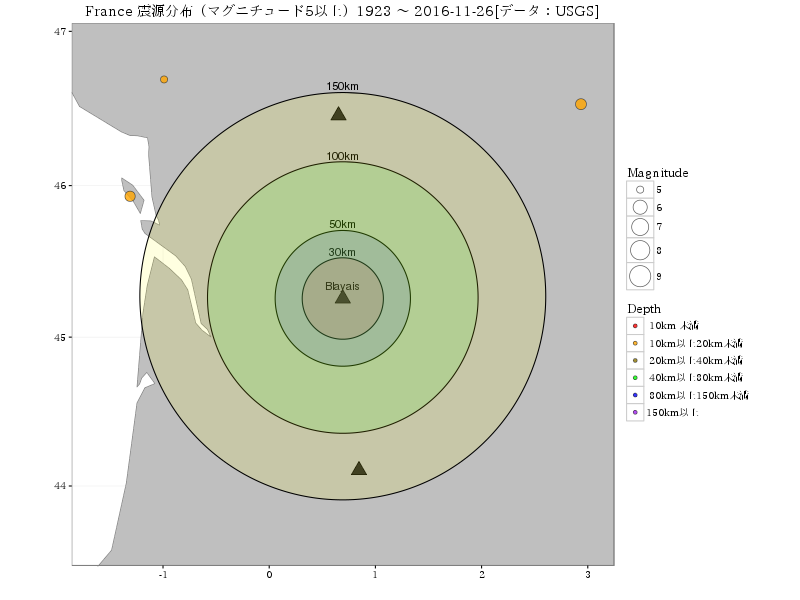 France 震源分布（マグニチュード5以上）1923 ～ 2016-11-26[データ：USGS]
47
46
45
44
-1
0
1
2
3
150km
100km
50km
30km
Blayais
Magnitude
5
6
7
8
9
Depth
10km 未満
10km以上20km未満
20km以上40km未満
40km以上80km未満
80km以上150km未満
150km以上